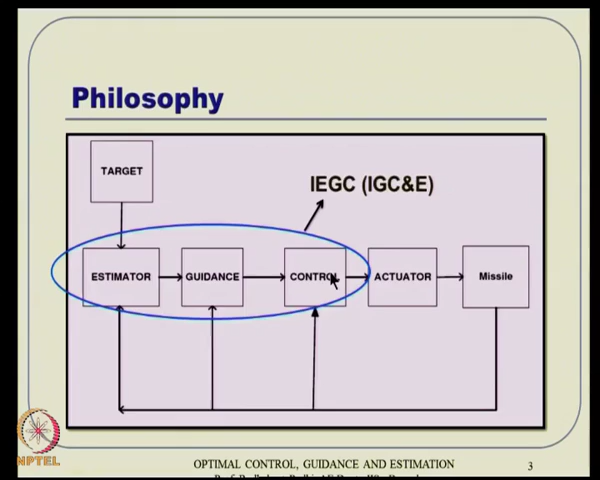 Philosophy
TARGET
IEGC (IGC&E)
ESTIMATOR
GUIDANCE
CONTROL
ACTUATOR
Missile
NPTEL
OPTIMAL CONTROL, GUIDANCE AND ESTIMATION
3